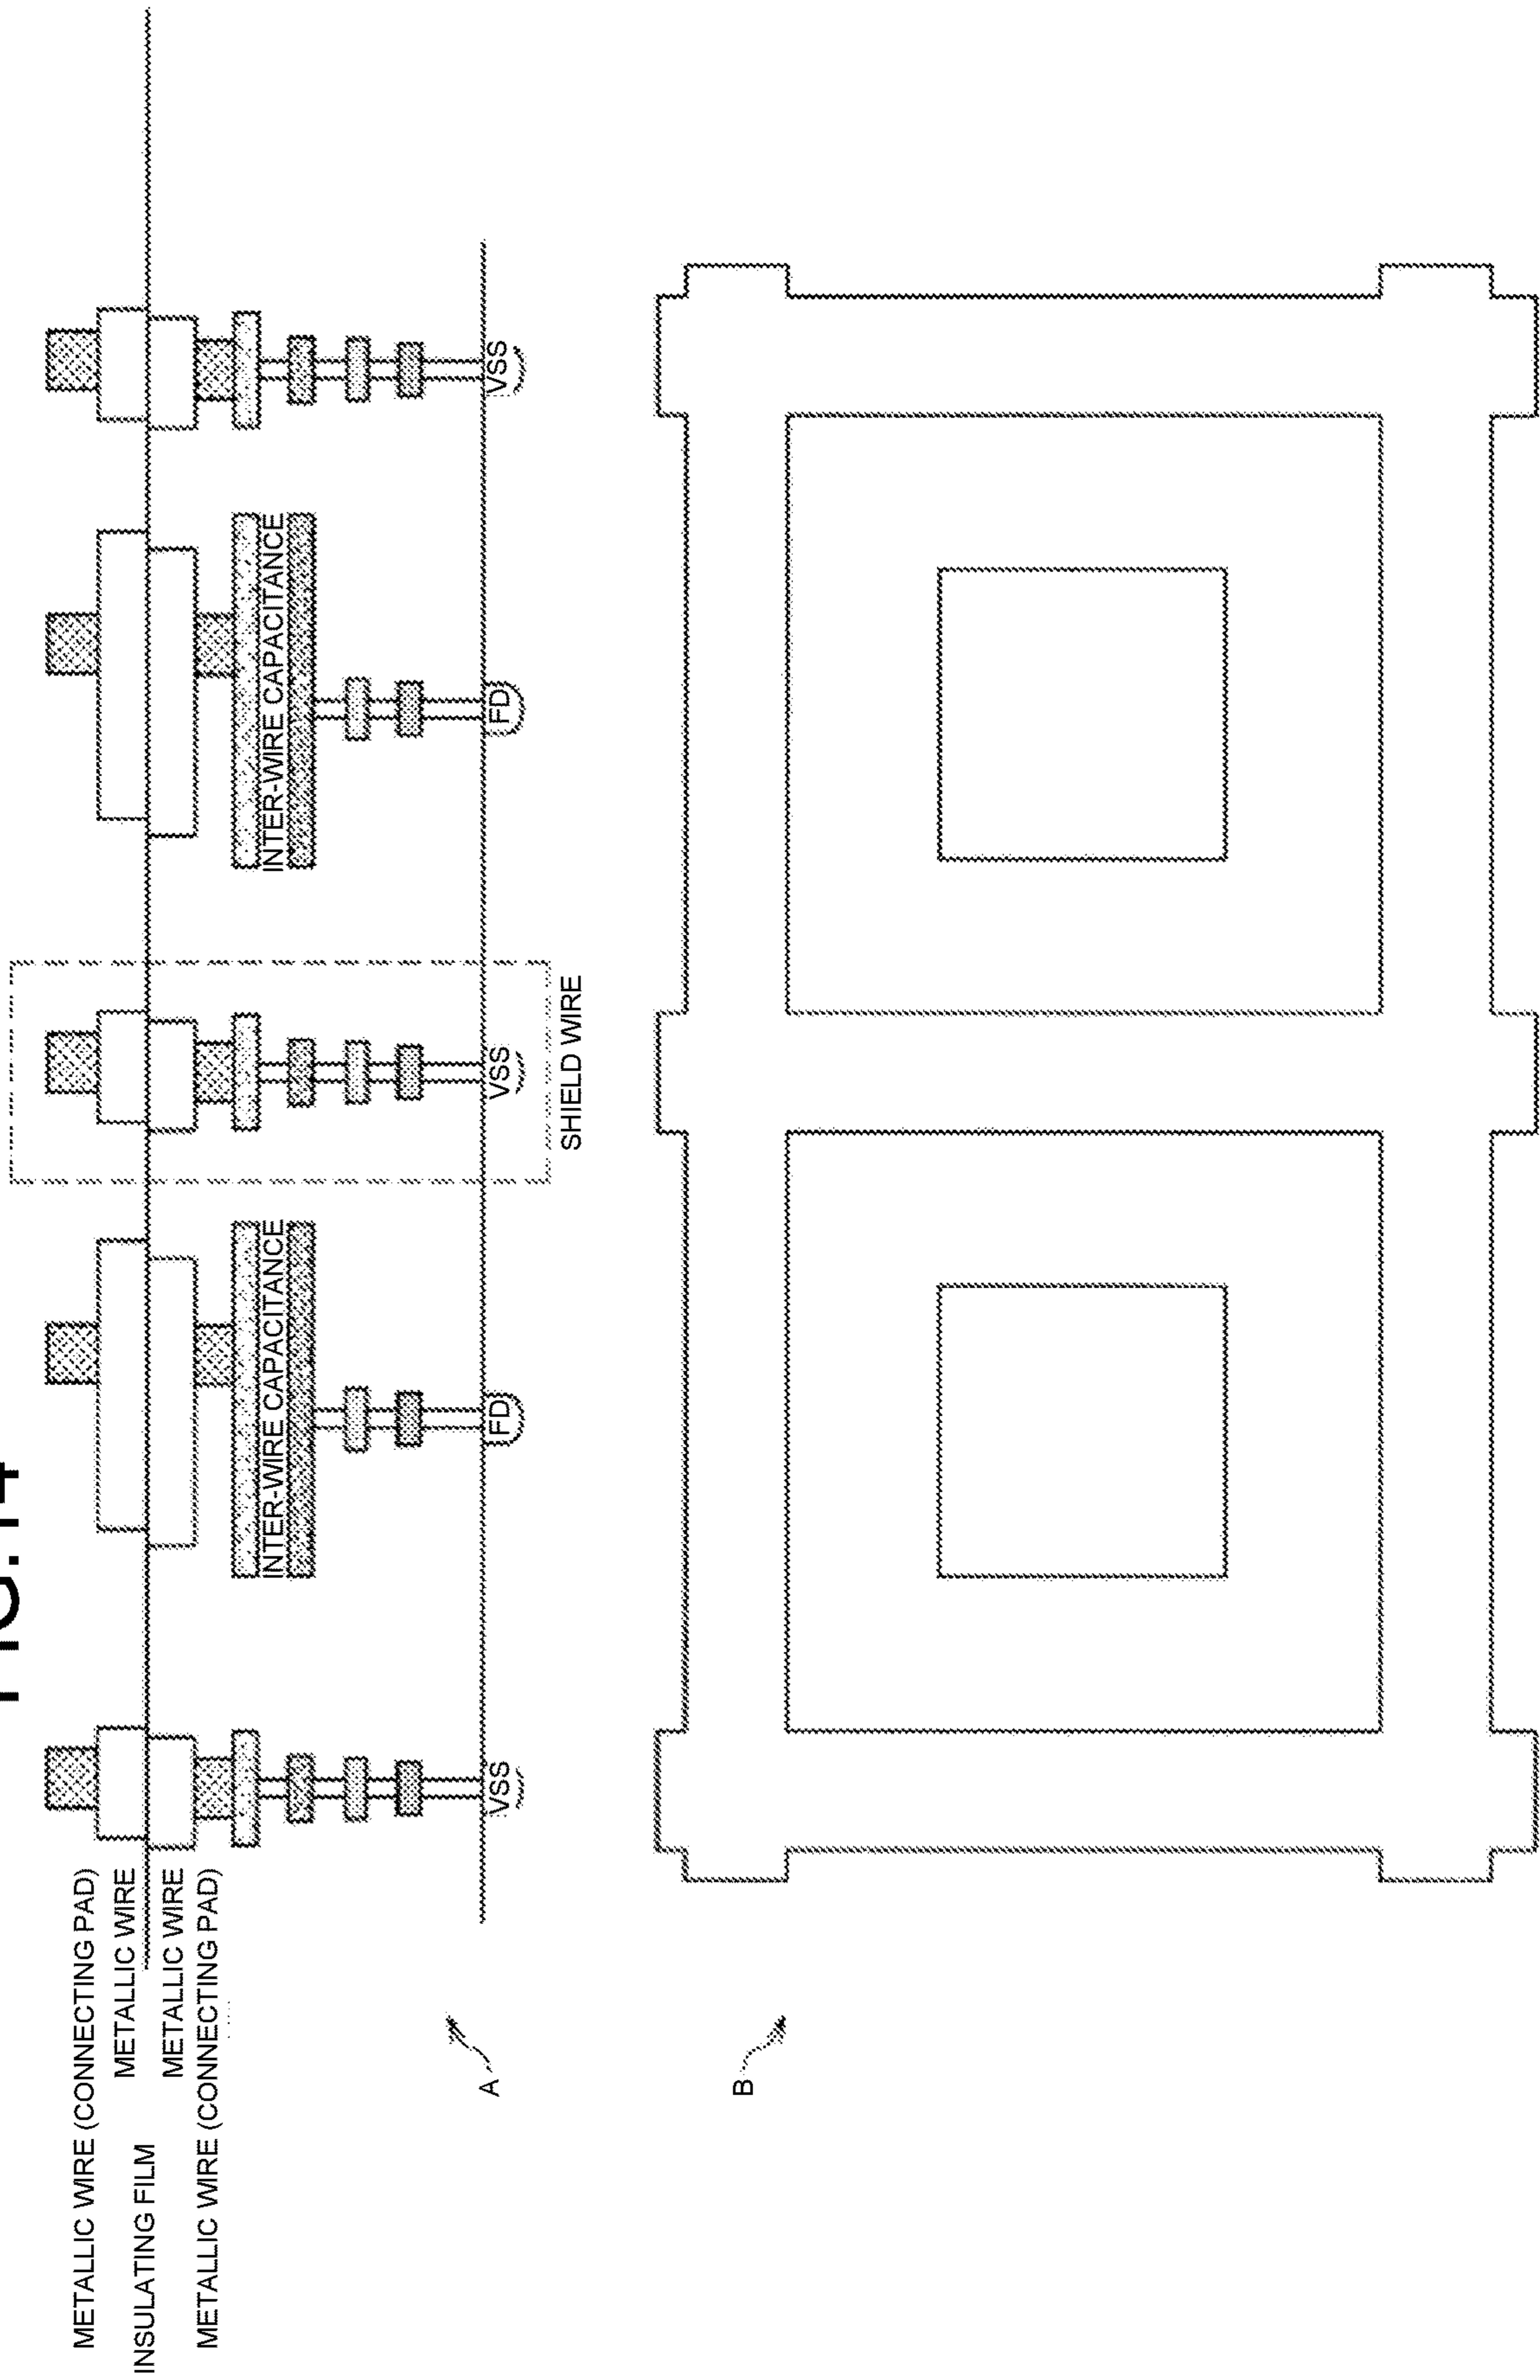 FIG. 14
METALLIC WIRE (CONNECTING PAD)
METALLIC WIRE
INSULATING FILM
METALLIC WIRE
METALLIC WIRE (CONNECTING PAD)
INTER-WIRE CAPACITANCE
INTER-WIRE CAPACITANCE
A
VSS
FD
VSS
FD
VSS
SHIELD WIRE
B